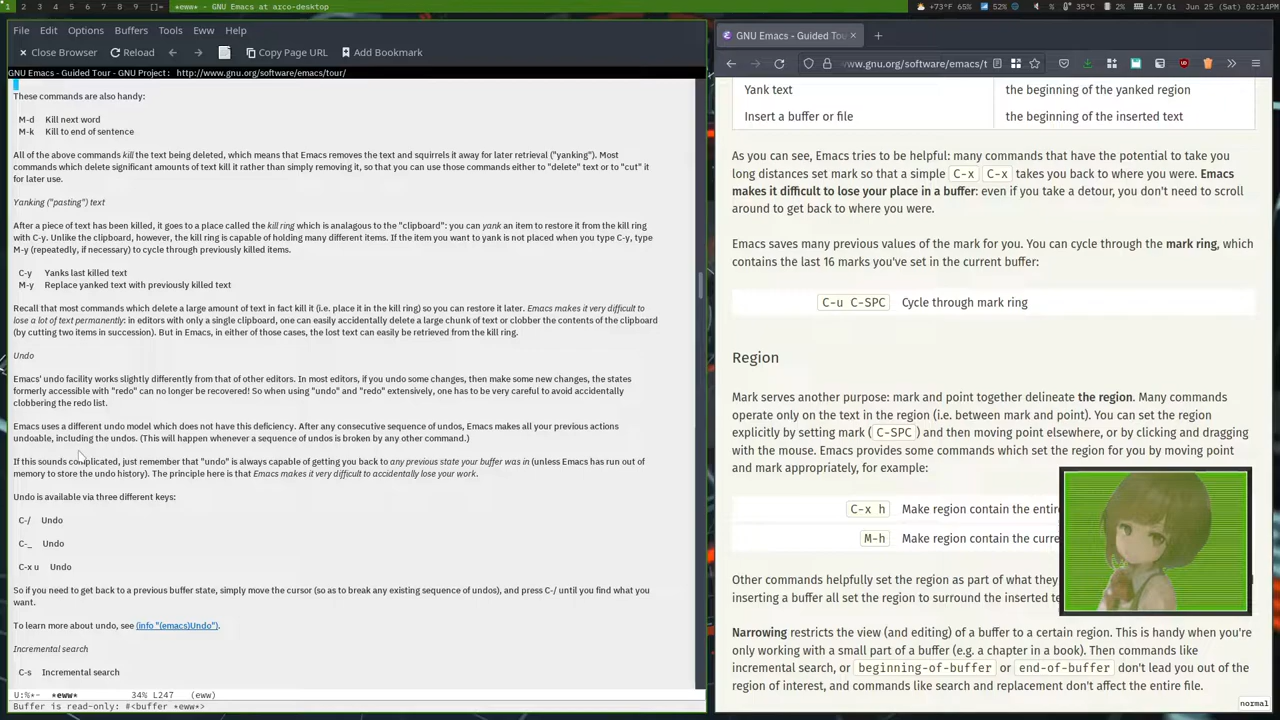 1 2 3 4 5 6 7 8 9 []= *eww* - GNU Emacs at arco-desktop
+73°F 65% 52% 35°C 2% 4.7 G Jun 25 (Sun) 02:14PM
File Edit Options Buffers Tools Eww Help
Close Browser Reload Copy Page URL Add Bookmark
GNU Emacs - Guided Tour - GNU Project: http://www.gnu.org/software/emacs/tour/
These commands are also handy:
M-d Kill next word
M-k Kill to end of sentence
All of the above commands kill the text being deleted, which means that Emacs removes the text and squirrels it away for later retrieval ("yanking"). Most
commands which delete significant amounts of text kill it rather than simply removing it, so that you can use those commands either to "delete" text or to "cut" it
for later use.
Yanking ("pasting") text
After a piece of text has been killed, it goes to a place called the kill ring which is analagous to the "clipboard": you can yank an item to restore it from the kill ring
with C-y. Unlike the clipboard, however, the kill ring is capable of holding many different items. If the item you want to yank is not placed when you type C-y, type
M-y (repeatedly, if necessary) to cycle through previously killed items.
C-y Yanks last killed text
M-y Replace yanked text with previously killed text
Recall that most commands which delete a large amount of text in fact kill it (i.e. place it in the kill ring) so you can restore it later. Emacs makes it very difficult to
lose a lot of text permanently: in editors with only a single clipboard, one can easily accidentally delete a large chunk of text or clobber the contents of the clipboard
(by cutting two items in succession). But in Emacs, in either of those cases, the lost text can easily be retrieved from the kill ring.
Undo
Emacs' undo facility works slightly differently from that of other editors. In most editors, if you undo some changes, then make some new changes, the states
formerly accessible with "redo" can no longer be recovered! So when using "undo" and "redo" extensively, one has to be very careful to avoid accidentally
clobbering the redo list.
Emacs uses a different undo model which does not have this deficiency. After any consecutive sequence of undos, Emacs makes all your previous actions
undoable, including the undos. (This will happen whenever a sequence of undos is broken by any other command.)
If this sounds complicated, just remember that "undo" is always capable of getting you back to any previous state your buffer was in (unless Emacs has run out of
memory to store the undo history). The principle here is that Emacs makes it very difficult to accidentally lose your work.
Undo is available via three different keys:
C-/ Undo
C-_ Undo
C-x u Undo
So if you need to get back to a previous buffer state, simply move the cursor (so as to break any existing sequence of undos), and press C-/ until you find what you
want.
To learn more about undo, see (info "(emacs)Undo").
Incremental search
C-s Incremental search
U:%*- *eww* 34% L247 (eww)
Buffer is read-only: #<buffer *eww*>
GNU Emacs - Guided Tou
www.gnu.org/software/emacs/t
Yank text the beginning of the yanked region
Insert a buffer or file the beginning of the inserted text
As you can see, Emacs tries to be helpful: many commands that have the potential to take you
long distances set mark so that a simple C-x C-x takes you back to where you were. Emacs
makes it difficult to lose your place in a buffer: even if you take a detour, you don't need to scroll
around to get back to where you were.
Emacs saves many previous values of the mark for you. You can cycle through the mark ring, which
contains the last 16 marks you've set in the current buffer:
C-u C-SPC Cycle through mark ring
Region
Mark serves another purpose: mark and point together delineate the region. Many commands
operate only on the text in the region (i.e. between mark and point). You can set the region
explicitly by setting mark (C-SPC) and then moving point elsewhere, or by clicking and dragging
with the mouse. Emacs provides some commands which set the region for you by moving point
and mark appropriately, for example:
C-x h Make region contain the entire
M-h Make region contain the curre
Other commands helpfully set the region as part of what they
inserting a buffer all set the region to surround the inserted te
Narrowing restricts the view (and editing) of a buffer to a certain region. This is handy when you're
only working with a small part of a buffer (e.g. a chapter in a book). Then commands like
incremental search, or beginning-of-buffer or end-of-buffer don't lead you out of the
region of interest, and commands like search and replacement don't affect the entire file.
normal